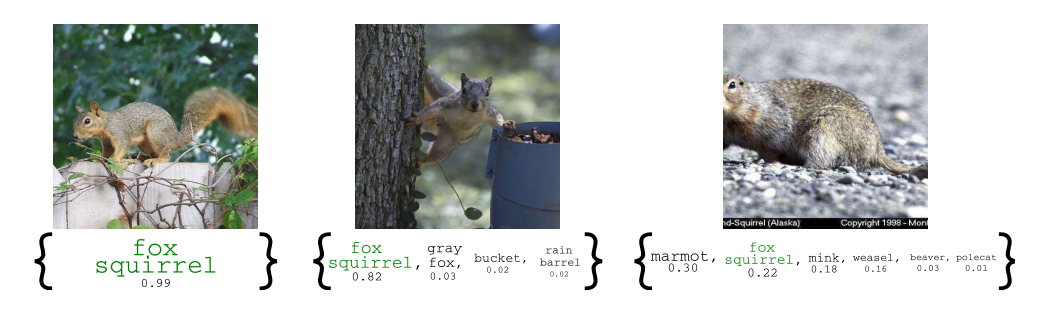 nd-Squirrel (Alaska) Copyright 1998 - Mont
{ fox squirrel 0.99 }
{ fox squirrel, 0.82 gray fox, 0.03 bucket, 0.02 rain barrel 0.02 }
{ marmot, 0.30 fox squirrel, 0.22 mink, 0.18 weasel, 0.16 beaver, 0.03 polecat 0.01 }